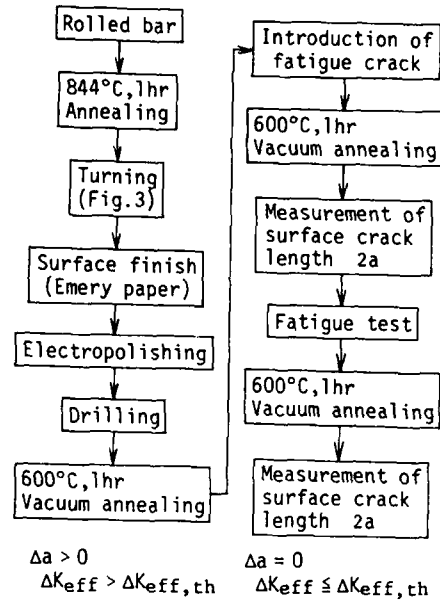 Rolled bar
844°C,1hr
Annealing
Turning
(Fig.3)
Surface finish
(Emery paper)
Electropolishing
Drilling
600°C,1hr
Vacuum annealing
Δa > 0
ΔKeff > ΔKeff,th
Introduction of
fatigue crack
600°C,1hr
Vacuum annealing
Measurement of
surface crack
length 2a
Fatigue test
600°C,1hr
Vacuum annealing
Measurement of
surface crack
length 2a
Δa = 0
ΔKeff ≦ ΔKeff,th